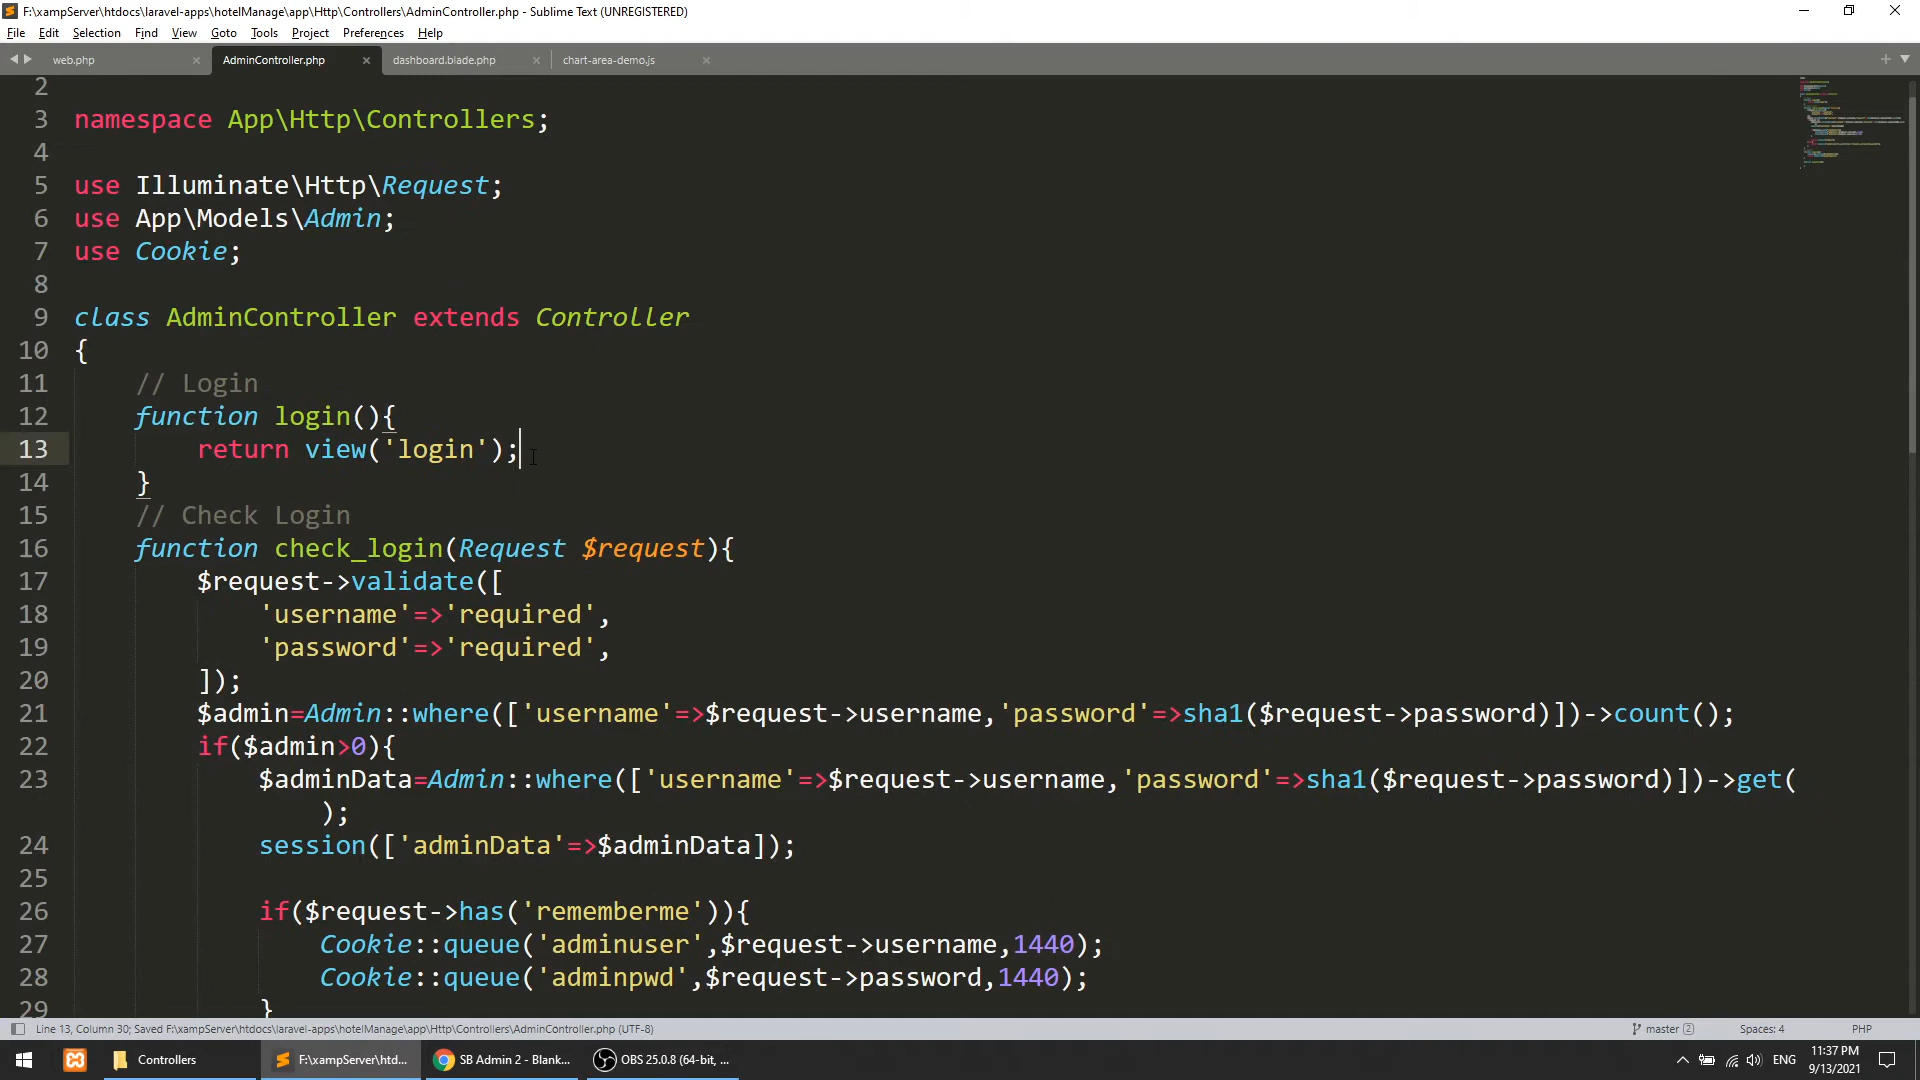 F:\xampServer\htdocs\laravel-apps\hotelManage\app\Http\Controllers\AdminController.php - Sublime Text (UNREGISTERED)
File Edit Selection Find View Goto Tools Project Preferences Help
web.php AdminController.php dashboard.blade.php chart-area-demo.js
2
3 namespace App\Http\Controllers;
4
5 use Illuminate\Http\Request;
6 use App\Models\Admin;
7 use Cookie;
8
9 class AdminController extends Controller
10 {
11 // Login
12 function login(){
13 return view('login');
14 }
15 // Check Login
16 function check_login(Request $request){
17 $request->validate([
18 'username'=>'required',
19 'password'=>'required',
20 ]);
21 $admin=Admin::where(['username'=>$request->username,'password'=>sha1($request->password)])->count();
22 if($admin>0){
23 $adminData=Admin::where(['username'=>$request->username,'password'=>sha1($request->password)])->get(
);
24 session(['adminData'=>$adminData]);
25
26 if($request->has('rememberme')){
27 Cookie::queue('adminuser',$request->username,1440);
28 Cookie::queue('adminpwd',$request->password,1440);
29 }
Line 13, Column 30; Saved F:\xampServer\htdocs\laravel-apps\hotelManage\app\Http\Controllers\AdminController.php (UTF-8) master 2 Spaces: 4 PHP
Controllers F:\xampServer\htd... SB Admin 2 - Blank... OBS 25.0.8 (64-bit, ... ENG 11:37 PM
9/13/2021